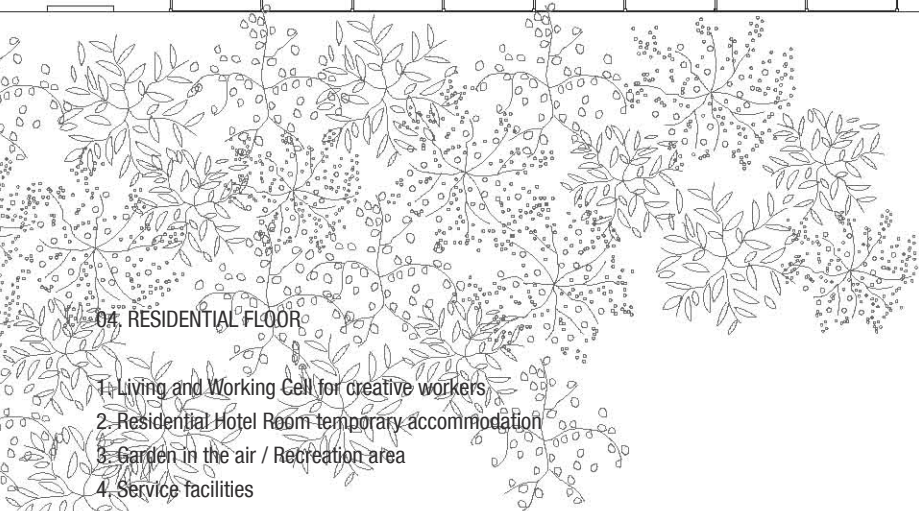 04. RESIDENTIAL FLOOR
1. Living and Working Cell for creative workers
2. Residential Hotel Room temporary accommodation
3. Garden in the air / Recreation area
4. Service facilities